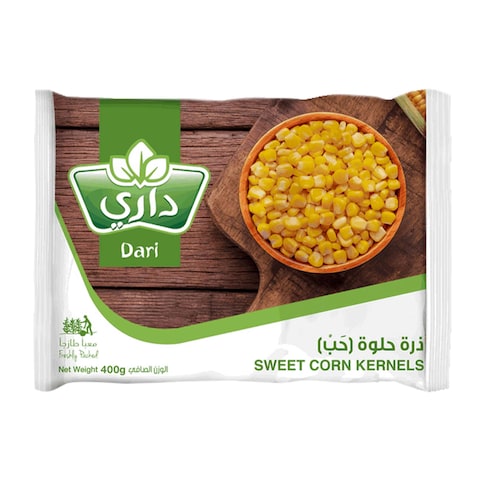 داري
Dari
معبأ طازجا
Freshly Packed
Net Weight 400g الوزن الصافي
ذرة حلوة (حَبْ)
SWEET CORN KERNELS